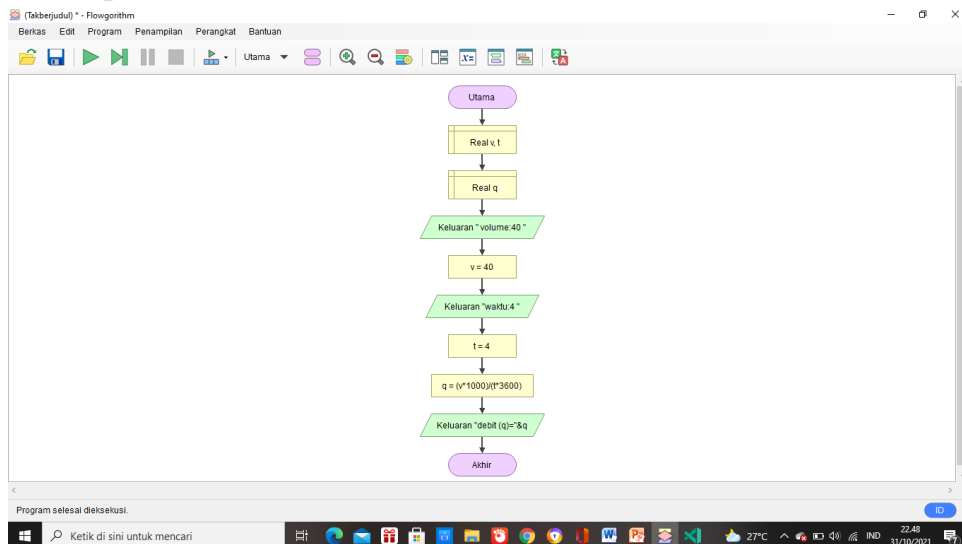 (Takberjudul) * - Flowgorithm
Berkas Edit Program Penampilan Perangkat Bantuan
Utama
Utama
Real v, t
Real q
Keluaran " volume:40 "
v = 40
Keluaran "waktu:4 "
t = 4
q = (v*1000)/(t*3600)
Keluaran "debit (q)="&q
Akhir
Program selesai dieksekusi.
ID
Ketik di sini untuk mencari
27°C
IND
22.48
31/10/2021